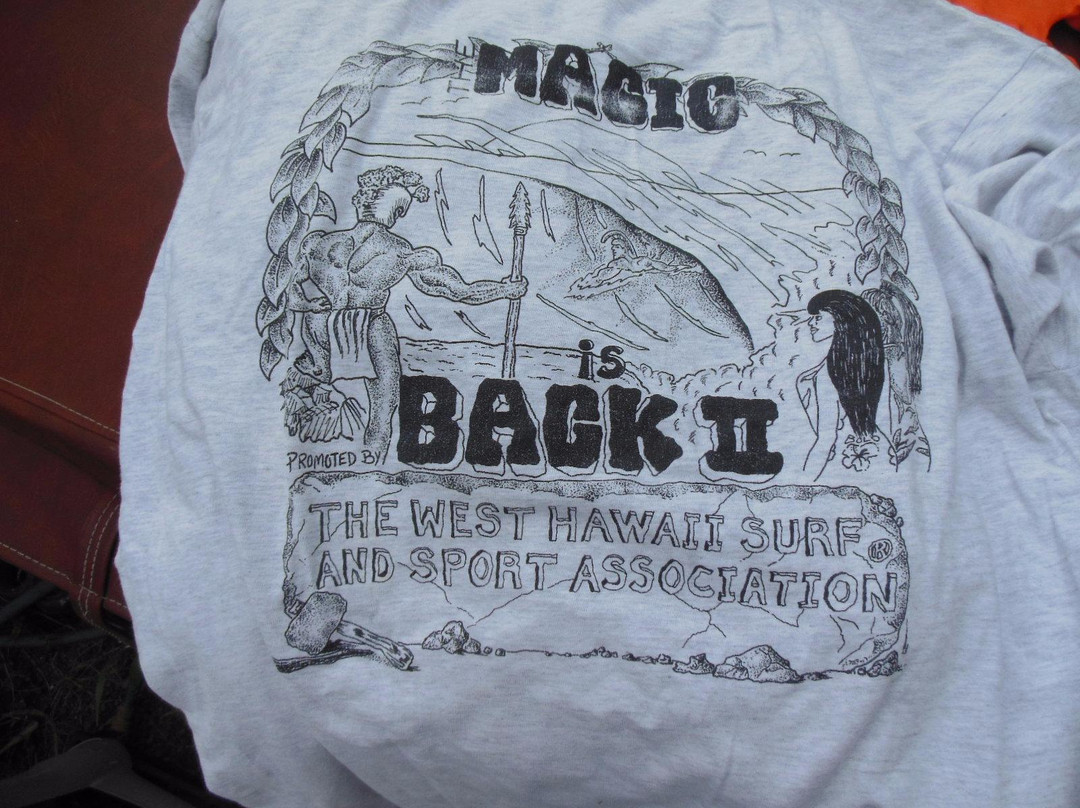 THE MAGIC
is
BACK II
PROMOTED BY
THE WEST HAWAII SURF ®
AND SPORT ASSOCIATION